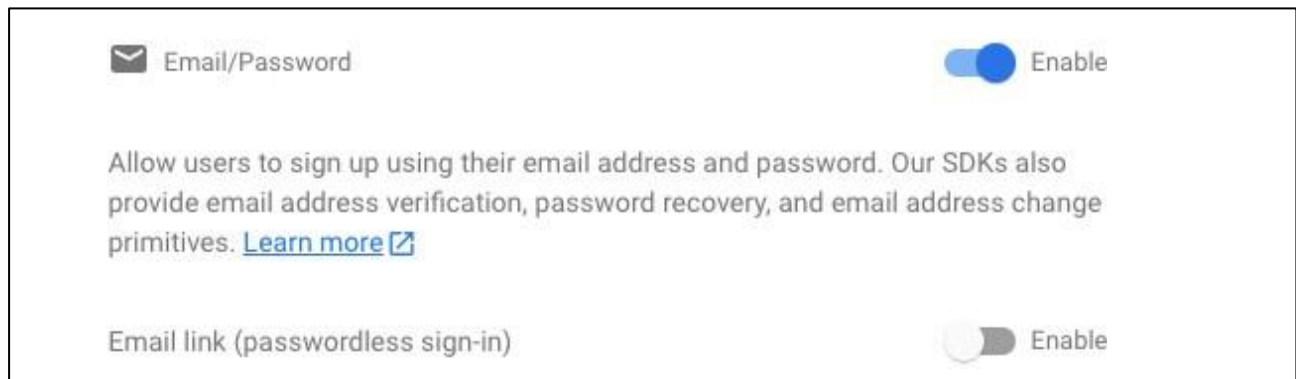 Email/Password Enable
Allow users to sign up using their email address and password. Our SDKs also
provide email address verification, password recovery, and email address change
primitives. Learn more
Email link (passwordless sign-in) Enable